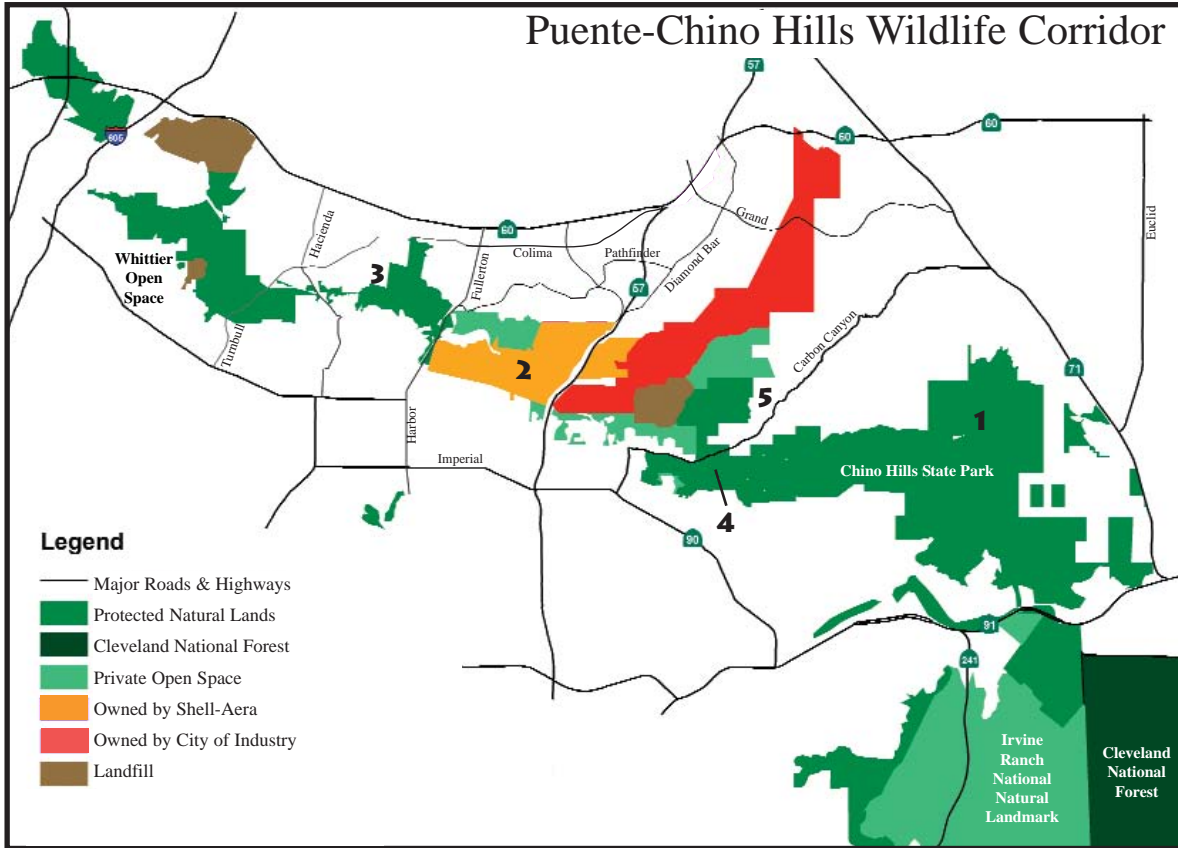 Puente-Chino Hills Wildlife Corridor
57
60
60
605
Grand
Hacienda
60
Colima
Fullerton
Pathfinder
Diamond Bar
Euclid
Whittier
Open
Space
3
57
Turnbull
2
Carbon Canyon
71
5
1
Harbor
Imperial
Chino Hills State Park
4
90
Legend
Major Roads & Highways
Protected Natural Lands
Cleveland National Forest
Private Open Space
Owned by Shell-Aera
Owned by City of Industry
Landfill
91
241
Irvine
Ranch
National
Natural
Landmark
Cleveland
National
Forest